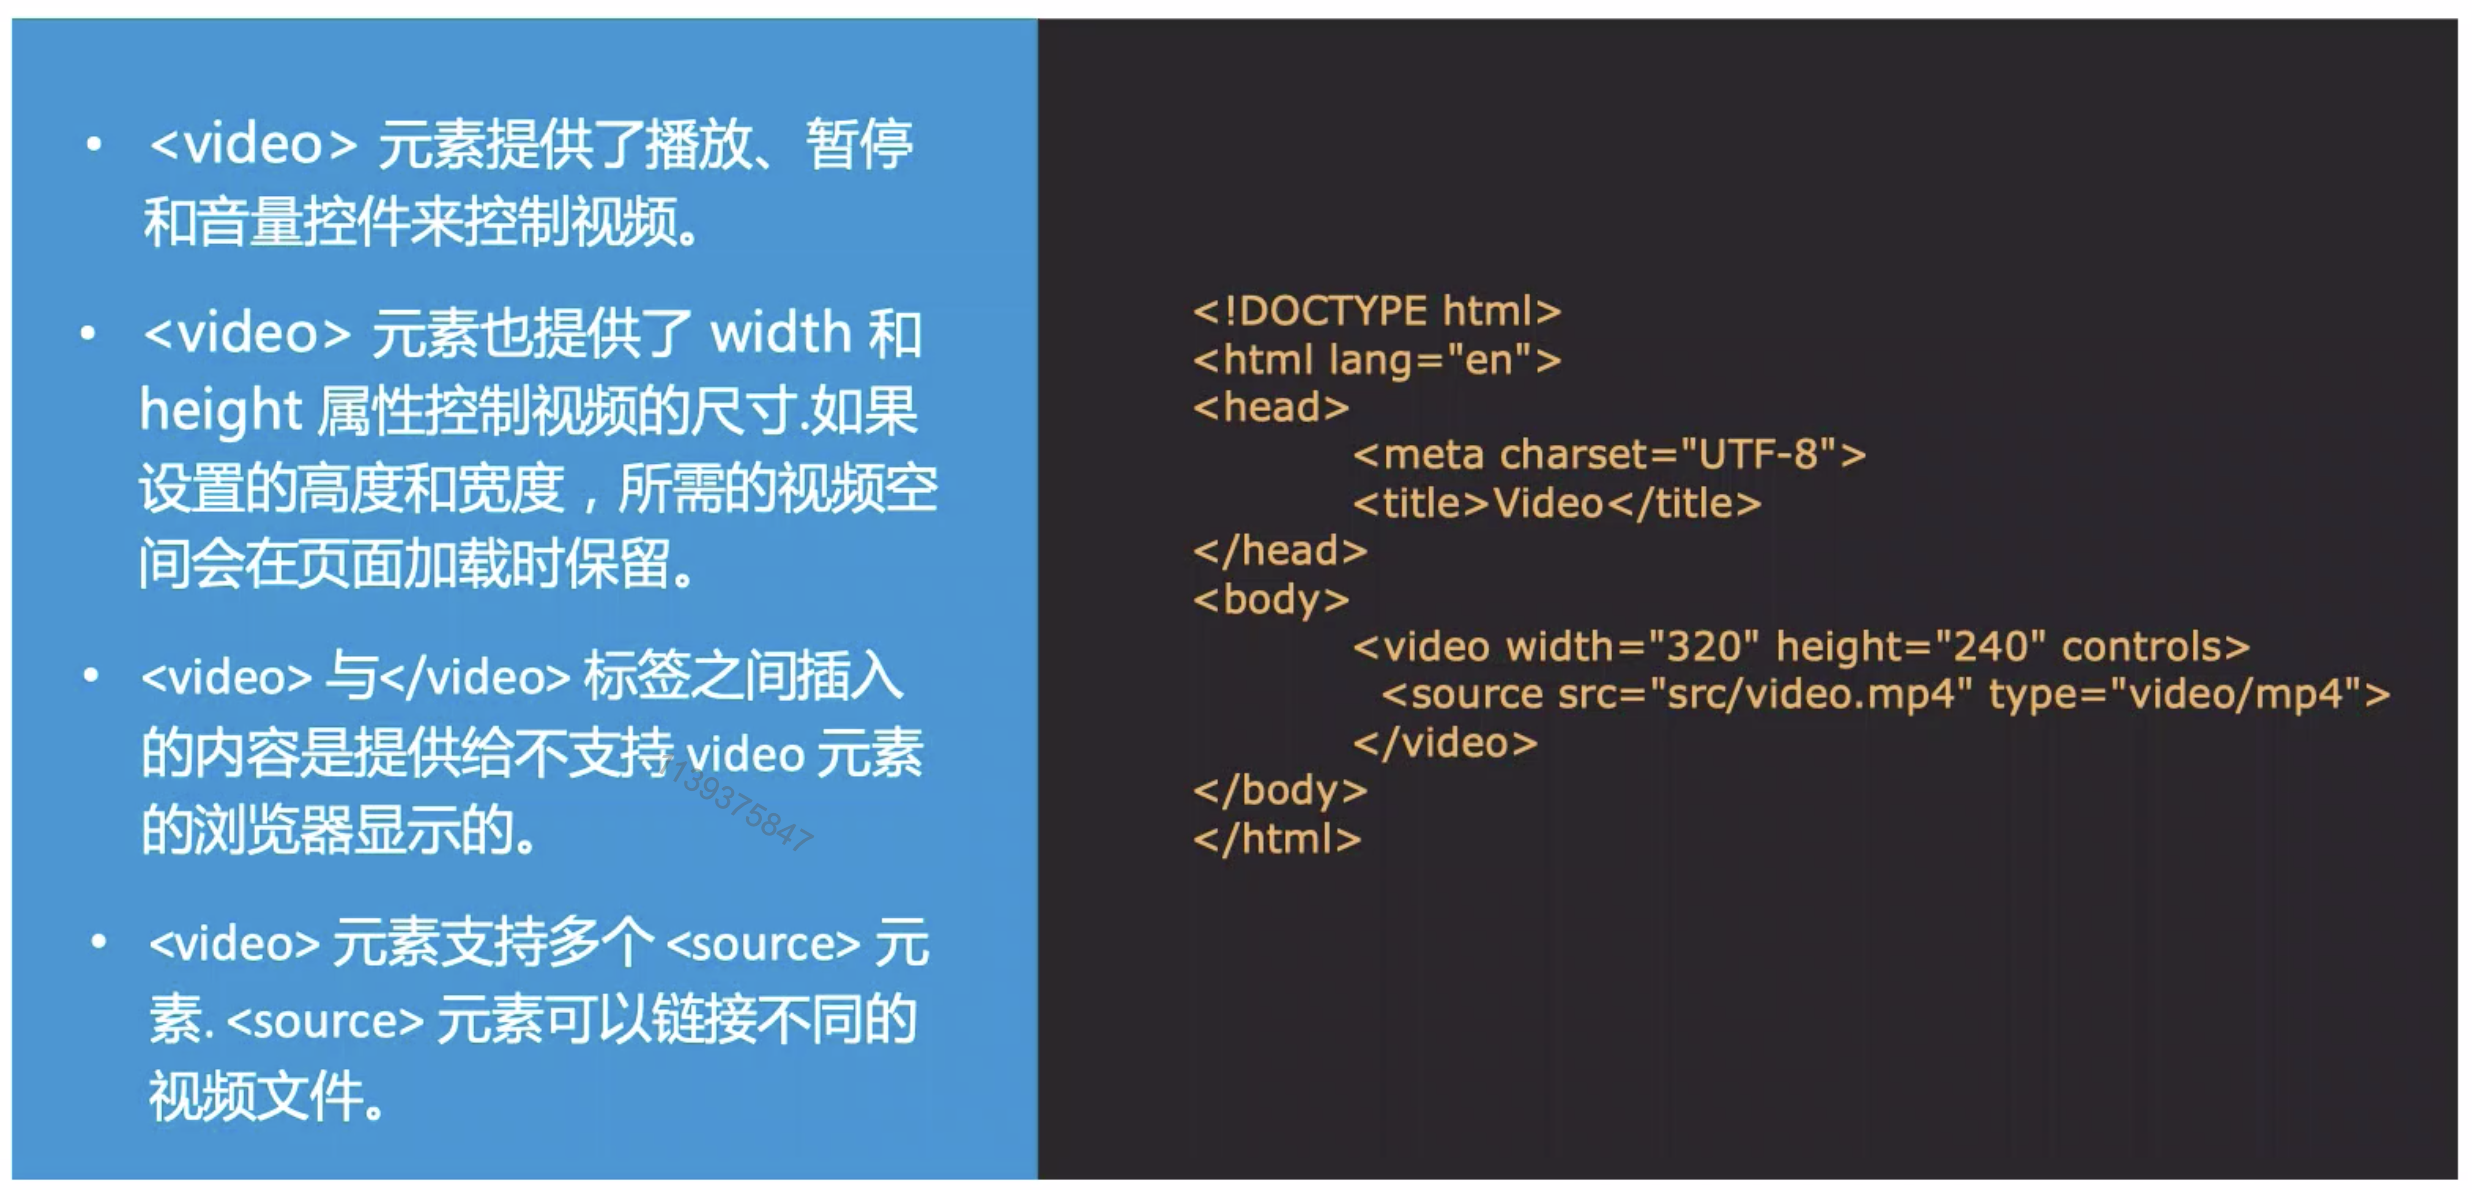 • <video> 元素提供了播放、暂停
和音量控件来控制视频。
• <video> 元素也提供了 width 和
height 属性控制视频的尺寸.如果
设置的高度和宽度，所需的视频空
间会在页面加载时保留。
• <video> 与</video> 标签之间插入
的内容是提供给不支持 video 元素
的浏览器显示的。
• <video> 元素支持多个 <source> 元
素. <source> 元素可以链接不同的
视频文件。
<!DOCTYPE html>
<html lang="en">
<head>
<meta charset="UTF-8">
<title>Video</title>
</head>
<body>
<video width="320" height="240" controls>
<source src="src/video.mp4" type="video/mp4">
</video>
</body>
</html>